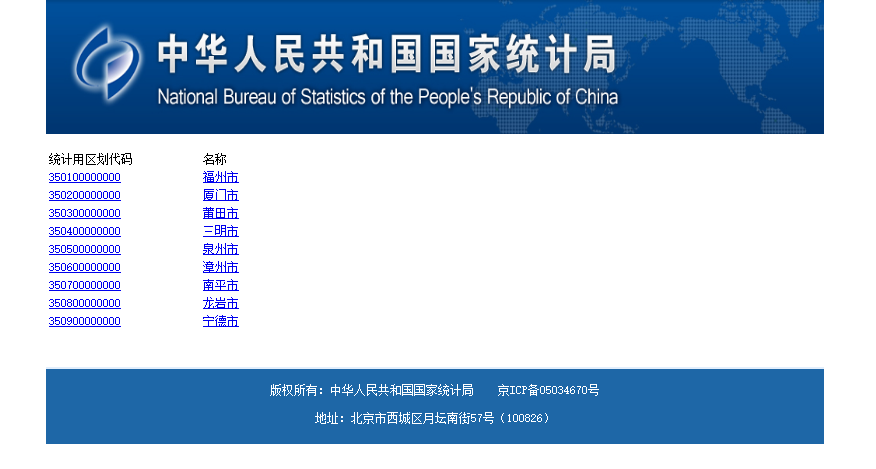 中华人民共和国国家统计局
National Bureau of Statistics of the People's Republic of China
统计用区划代码 名称
350100000000 福州市
350200000000 厦门市
350300000000 莆田市
350400000000 三明市
350500000000 泉州市
350600000000 漳州市
350700000000 南平市
350800000000 龙岩市
350900000000 宁德市
版权所有：中华人民共和国国家统计局 京ICP备05034670号
地址：北京市西城区月坛南街57号（100826）